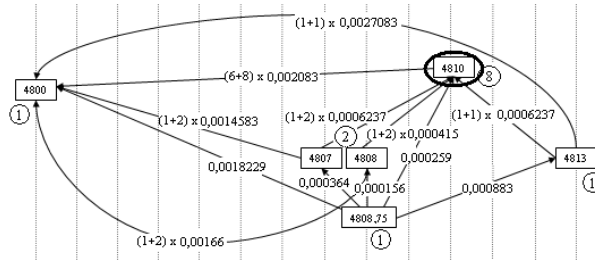 (1+1) x 0,0027083
4810
(6+8) x 0,002083
8
4800
1
(1+2) x 0,0006237
(1+1) x 0,0006237
(1+2) x 0,0014583
2
(1+2) x 0,000415
4807
4808
0,000259
4813
0,0018229
0,000364
0,000156
0,000883
1
4808,75
(1+2) x 0,00166
1